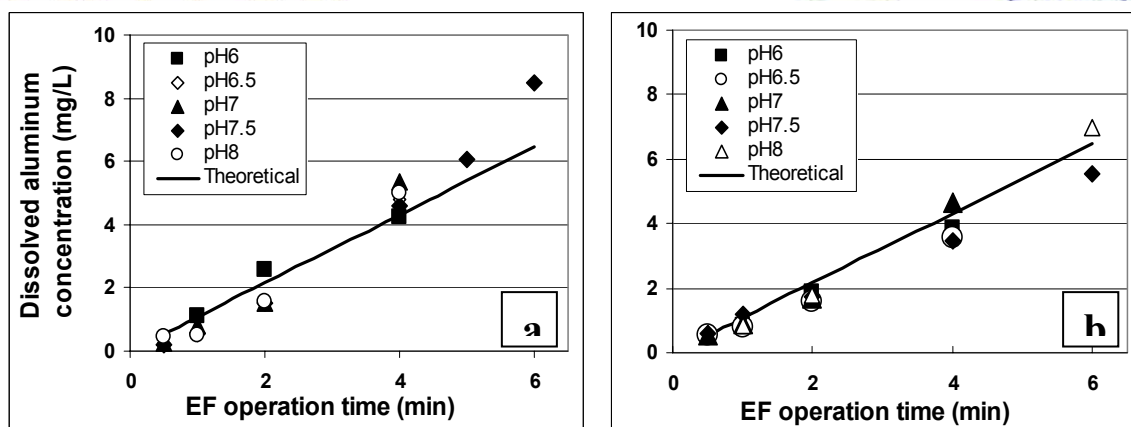 Dissolved aluminum
concentration (mg/L)
10
8
6
4
2
0
pH6
pH6.5
pH7
pH7.5
pH8
Theoretical
a
0 2 4 6
EF operation time (min)
10
8
6
4
2
0
pH6
pH6.5
pH7
pH7.5
pH8
Theoretical
b
0 2 4 6
EF operation time (min)